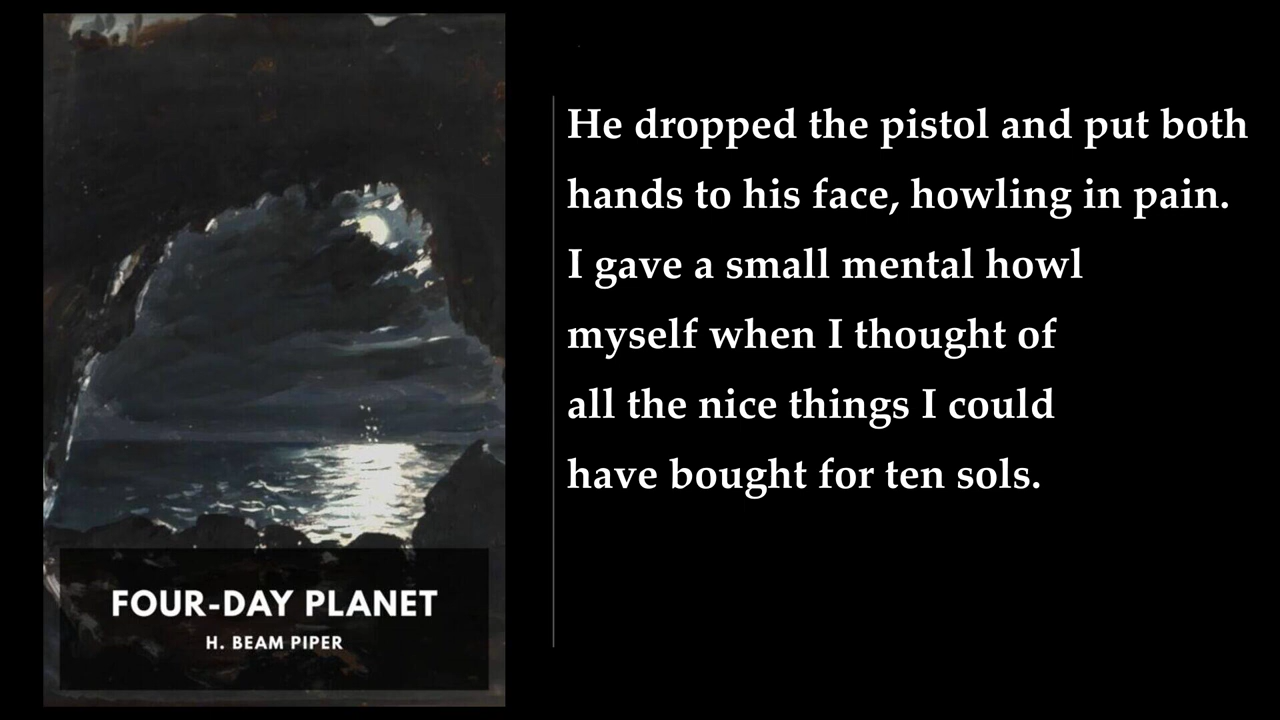 FOUR-DAY PLANET
H. BEAM PIPER
He dropped the pistol and put both
hands to his face, howling in pain.
I gave a small mental howl
myself when I thought of
all the nice things I could
have bought for ten sols.